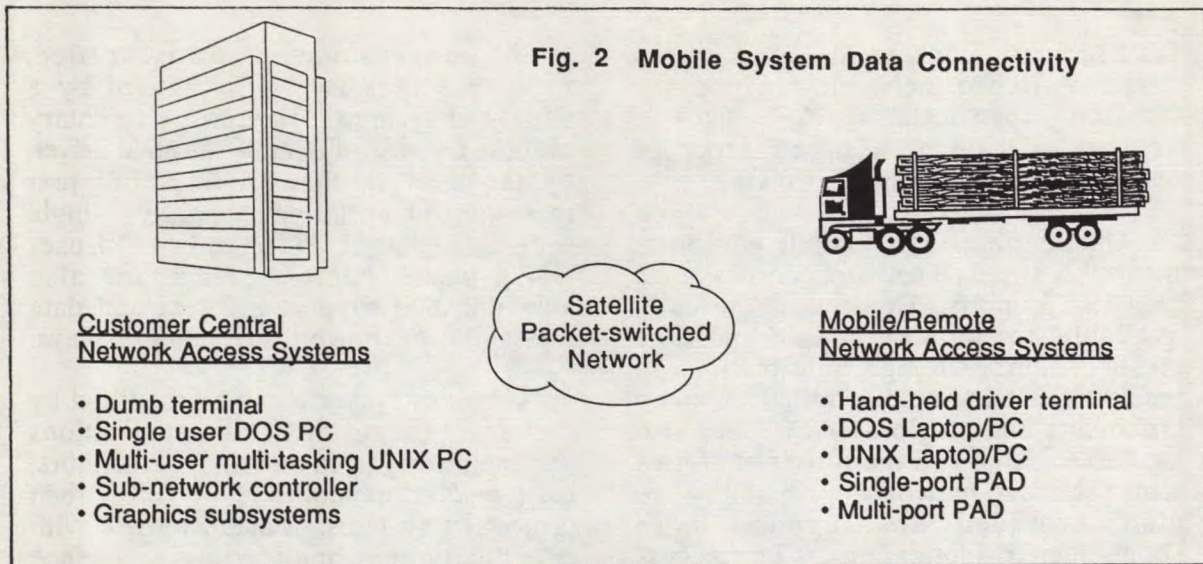 Fig. 2 Mobile System Data Connectivity
Customer Central
Network Access Systems
• Dumb terminal
• Single user DOS PC
• Multi-user multi-tasking UNIX PC
• Sub-network controller
• Graphics subsystems
Satellite
Packet-switched
Network
Mobile/Remote
Network Access Systems
• Hand-held driver terminal
• DOS Laptop/PC
• UNIX Laptop/PC
• Single-port PAD
• Multi-port PAD